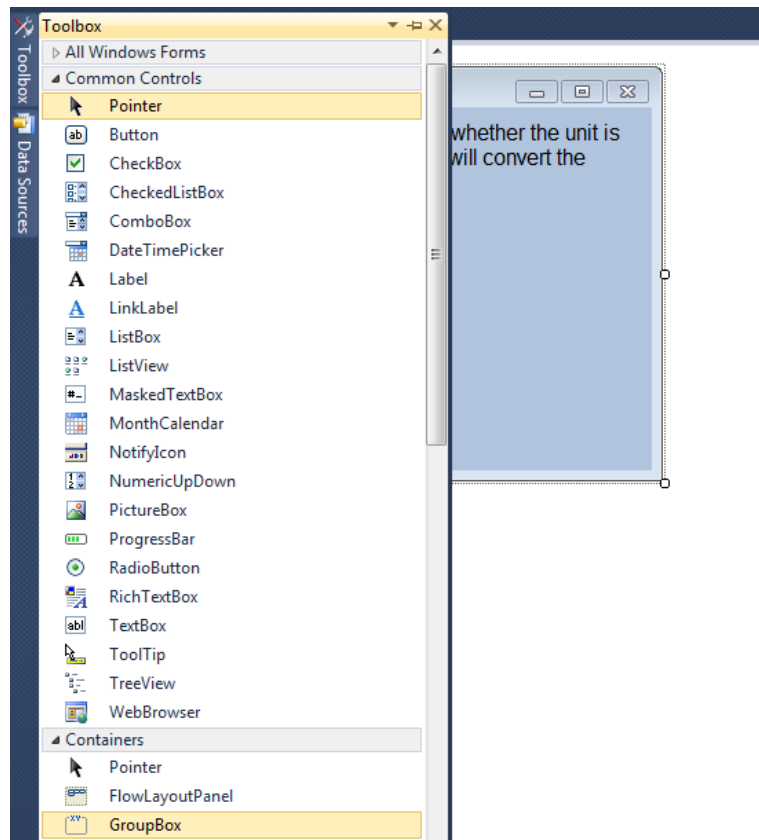 Toolbox
All Windows Forms
Common Controls
Pointer
Button
CheckBox
CheckedListBox
ComboBox
DateTimePicker
Label
LinkLabel
ListBox
ListView
MaskedTextBox
MonthCalendar
NotifyIcon
NumericUpDown
PictureBox
ProgressBar
RadioButton
RichTextBox
TextBox
ToolTip
TreeView
WebBrowser
Containers
Pointer
FlowLayoutPanel
GroupBox
Toolbox
Data Sources
whether the unit is
will convert the